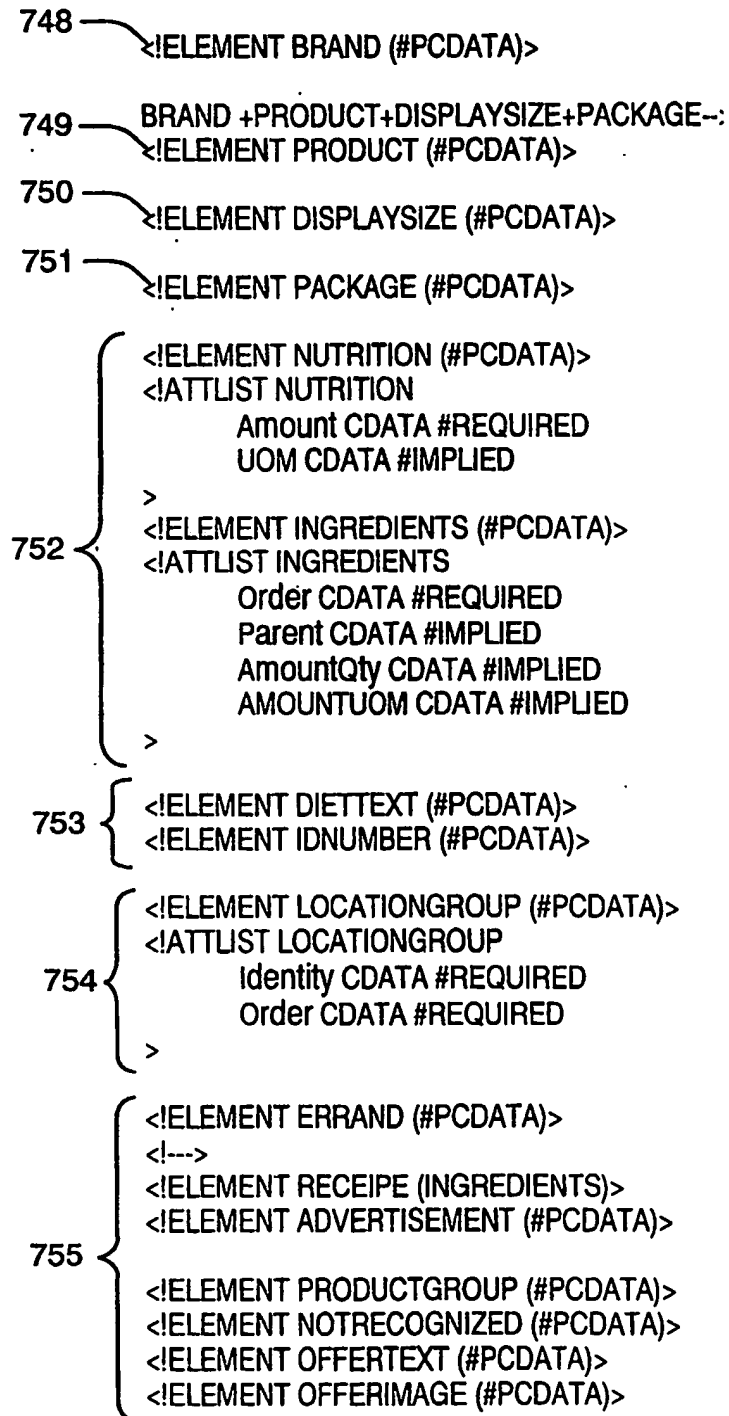 748
<!ELEMENT BRAND (#PCDATA)>
BRAND +PRODUCT+DISPLAYSIZE+PACKAGE--:
749
<!ELEMENT PRODUCT (#PCDATA)>
750
<!ELEMENT DISPLAYSIZE (#PCDATA)>
751
<!ELEMENT PACKAGE (#PCDATA)>
752
<!ELEMENT NUTRITION (#PCDATA)>
<!ATTLIST NUTRITION
Amount CDATA #REQUIRED
UOM CDATA #IMPLIED
>
<!ELEMENT INGREDIENTS (#PCDATA)>
<!ATTLIST INGREDIENTS
Order CDATA #REQUIRED
Parent CDATA #IMPLIED
AmountQty CDATA #IMPLIED
AMOUNTUOM CDATA #IMPLIED
>
753
<!ELEMENT DIETTEXT (#PCDATA)>
<!ELEMENT IDNUMBER (#PCDATA)>
754
<!ELEMENT LOCATIONGROUP (#PCDATA)>
<!ATTLIST LOCATIONGROUP
Identity CDATA #REQUIRED
Order CDATA #REQUIRED
>
755
<!ELEMENT ERRAND (#PCDATA)>
<!--->
<!ELEMENT RECEIPE (INGREDIENTS)>
<!ELEMENT ADVERTISEMENT (#PCDATA)>
<!ELEMENT PRODUCTGROUP (#PCDATA)>
<!ELEMENT NOTRECOGNIZED (#PCDATA)>
<!ELEMENT OFFERTEXT (#PCDATA)>
<!ELEMENT OFFERIMAGE (#PCDATA)>